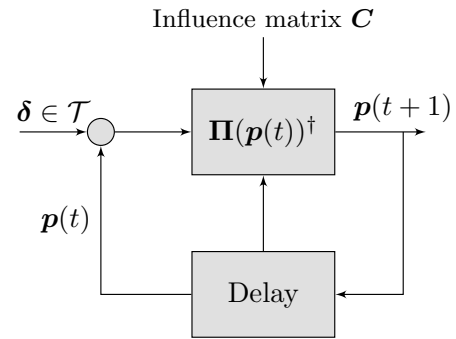 Influence matrix C
δ ∈ 𝒯
p(t + 1)
Π(p(t))†
p(t)
Delay